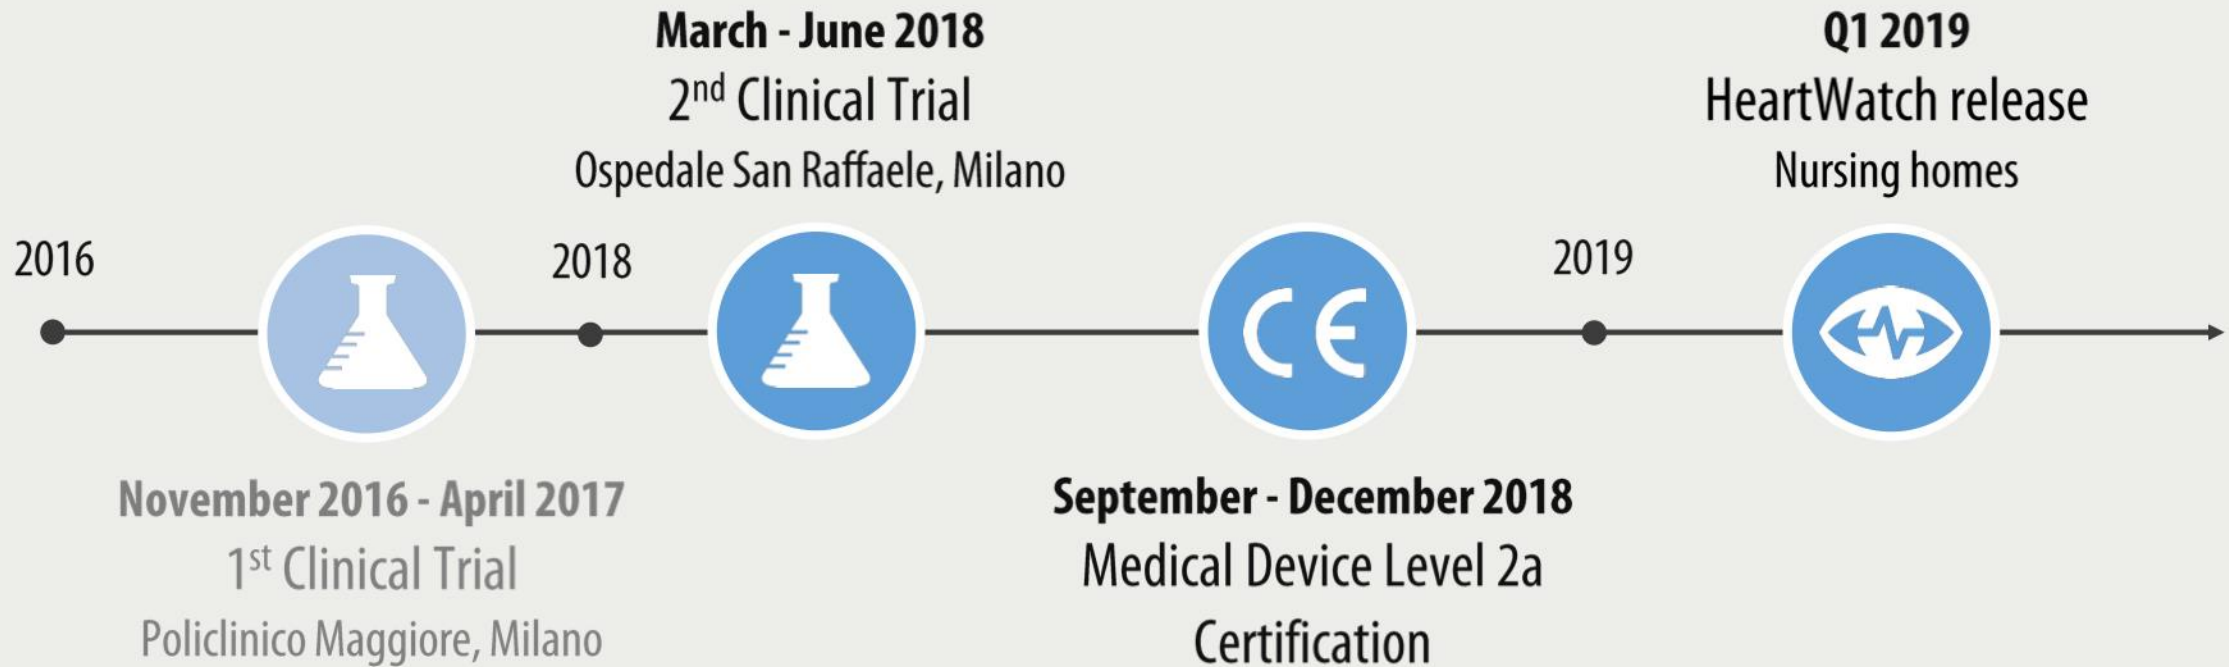 March - June 2018
2nd Clinical Trial
Ospedale San Raffaele, Milano
Q1 2019
HeartWatch release
Nursing homes
2016
2018
2019
CE
November 2016 - April 2017
1st Clinical Trial
Policlinico Maggiore, Milano
September - December 2018
Medical Device Level 2a
Certification